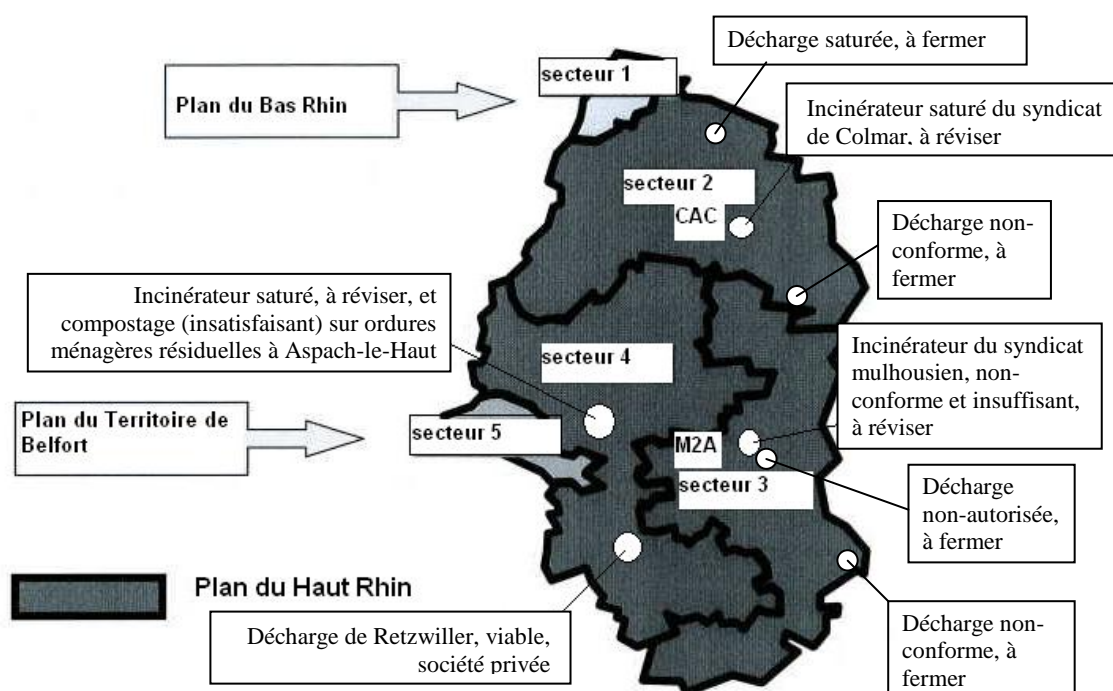 Décharge saturée, à fermer
secteur 1
Plan du Bas Rhin
Incinérateur saturé du syndicat
de Colmar, à réviser
secteur 2
CAC
Décharge non-
conforme, à
fermer
Incinérateur saturé, à réviser, et
compostage (insatisfaisant) sur ordures
ménagères résiduelles à Aspach-le-Haut
secteur 4
Incinérateur du syndicat
mulhousien, non-
conforme et insuffisant,
à réviser
Plan du Territoire de
Belfort
secteur 5
M2A
secteur 3
Décharge
non-autorisée,
à fermer
Plan du Haut Rhin
Décharge de Retzwiller, viable,
société privée
Décharge non-
conforme, à
fermer